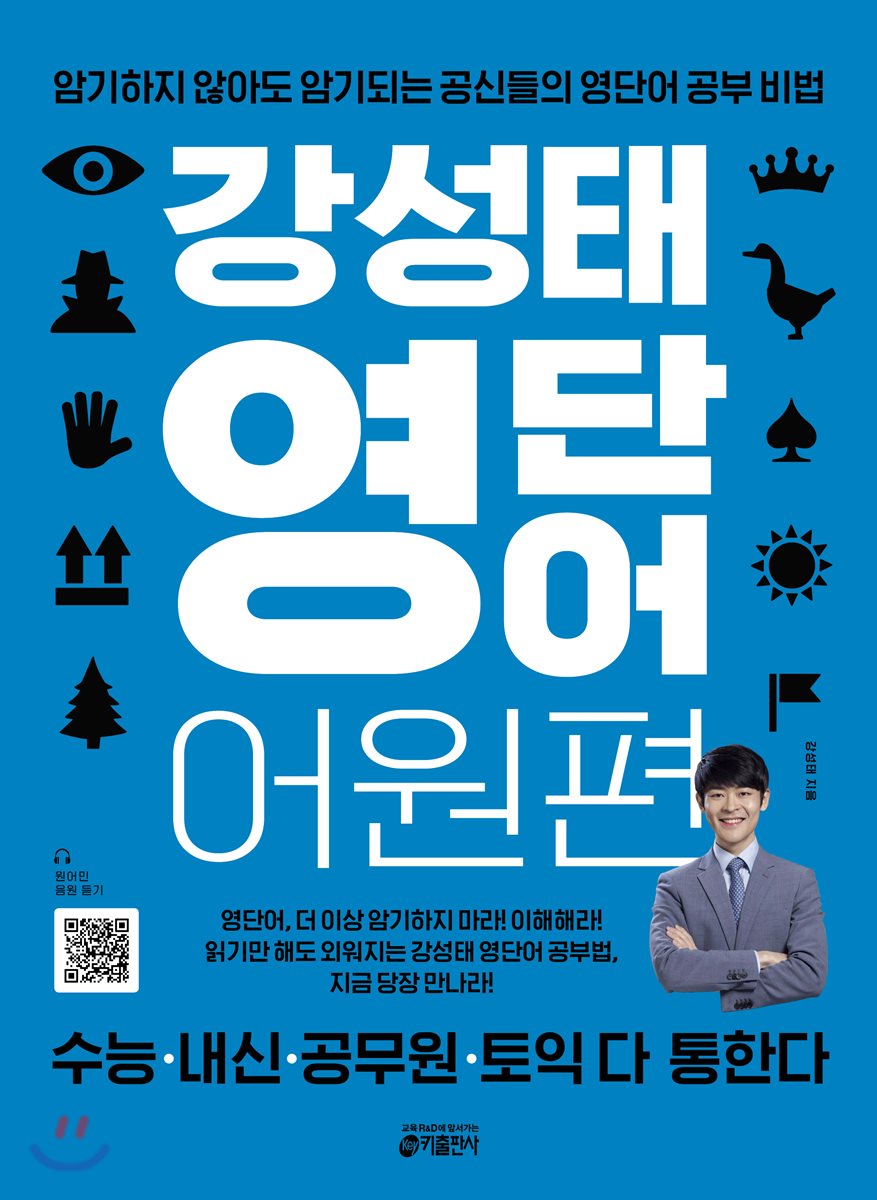 암기하지 않아도 암기되는 공신들의 영단어 공부 비법
강성태
영단어
어원편
강성태 지음
원어민
음원 듣기
영단어, 더 이상 암기하지 마라! 이해해라!
읽기만 해도 외워지는 강성태 영단어 공부법,
지금 당장 만나라!
수능·내신·공무원·토익 다 통한다
교육 R&D에 앞서가는
Key 키출판사